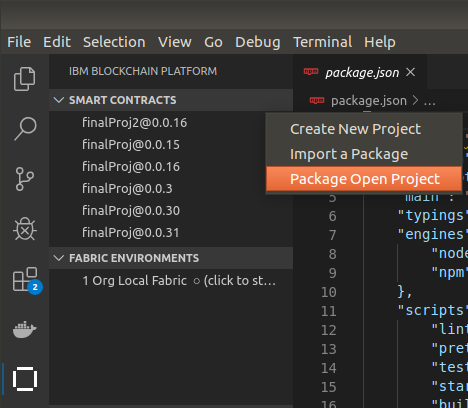 File Edit Selection View Go Debug Terminal Help
IBM BLOCKCHAIN PLATFORM
SMART CONTRACTS
finalProj2@0.0.16
finalProj@0.0.15
finalProj@0.0.16
finalProj@0.0.3
finalProj@0.0.30
finalProj@0.0.31
FABRIC ENVIRONMENTS
1 Org Local Fabric ○ (click to st…
2
package.json
package.json > …
Create New Project
Import a Package
Package Open Project
5 "main":
6 "typings"
7 "engines"
8 "node
9 "npm"
10 },
11 "scripts"
12 "lint
13 "pret
14 "test
15 "star
16 "buil